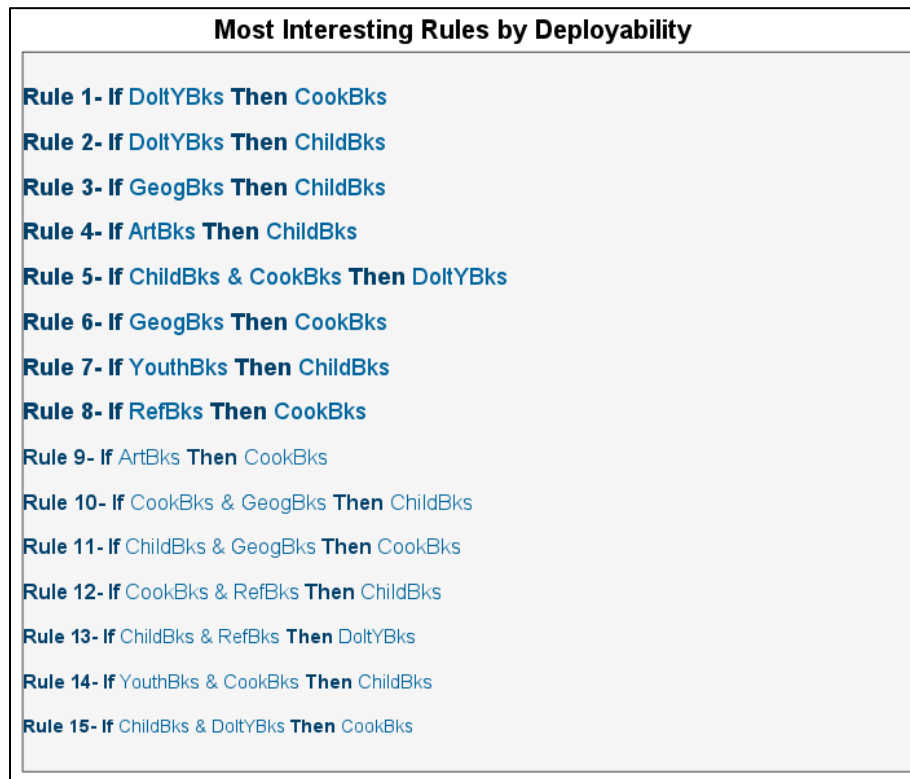 Most Interesting Rules by Deployability
Rule 1- If DoItYBks Then CookBks
Rule 2- If DoItYBks Then ChildBks
Rule 3- If GeogBks Then ChildBks
Rule 4- If ArtBks Then ChildBks
Rule 5- If ChildBks & CookBks Then DoItYBks
Rule 6- If GeogBks Then CookBks
Rule 7- If YouthBks Then ChildBks
Rule 8- If RefBks Then CookBks
Rule 9- If ArtBks Then CookBks
Rule 10- If CookBks & GeogBks Then ChildBks
Rule 11- If ChildBks & GeogBks Then CookBks
Rule 12- If CookBks & RefBks Then ChildBks
Rule 13- If ChildBks & RefBks Then DoItYBks
Rule 14- If YouthBks & CookBks Then ChildBks
Rule 15- If ChildBks & DoItYBks Then CookBks